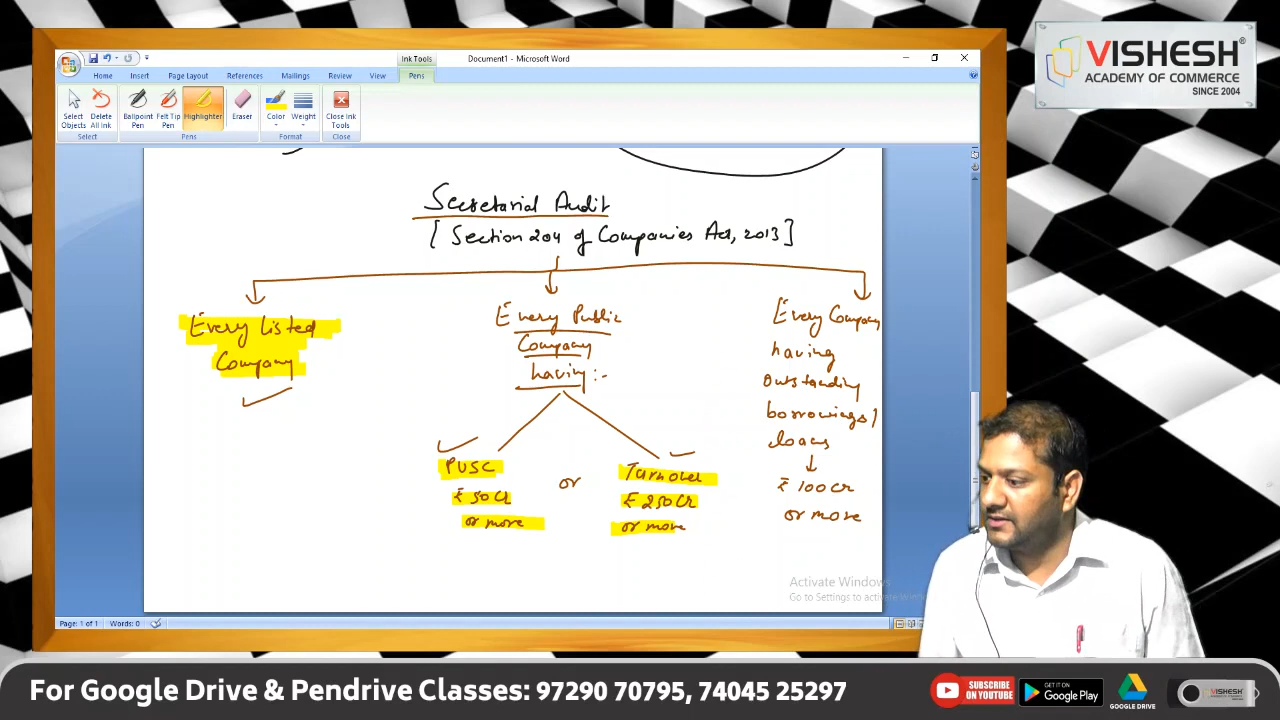 Ink Tools
Document1 - Microsoft Word
Home Insert Page Layout References Mailings Review View Pens
Select Objects
Delete All Ink
Ballpoint Pen
Felt Tip Pen
Highlighter
Eraser
Color
Weight
Close Ink Tools
Select
Pens
Format
Close
VISHESH®
ACADEMY OF COMMERCE
SINCE 2004
Secretarial Audit
[Section 204 of Companies Act, 2013]
Every Listed
Company
Every Public
Company
having :-
PUSC
₹ 50 Cr
or more
or
Turnover
₹ 250 Cr
or more
Every Company
having
outstanding
borrowings/
loans
₹ 100 Cr
or more
Activate Windows
Go to Settings to activate
Page: 1 of 1
Words: 0
For Google Drive & Pendrive Classes: 97290 70795, 74045 25297
SUBSCRIBE
ON YOUTUBE
GET IT ON
Google Play
GOOGLE DRIVE
VISHESH